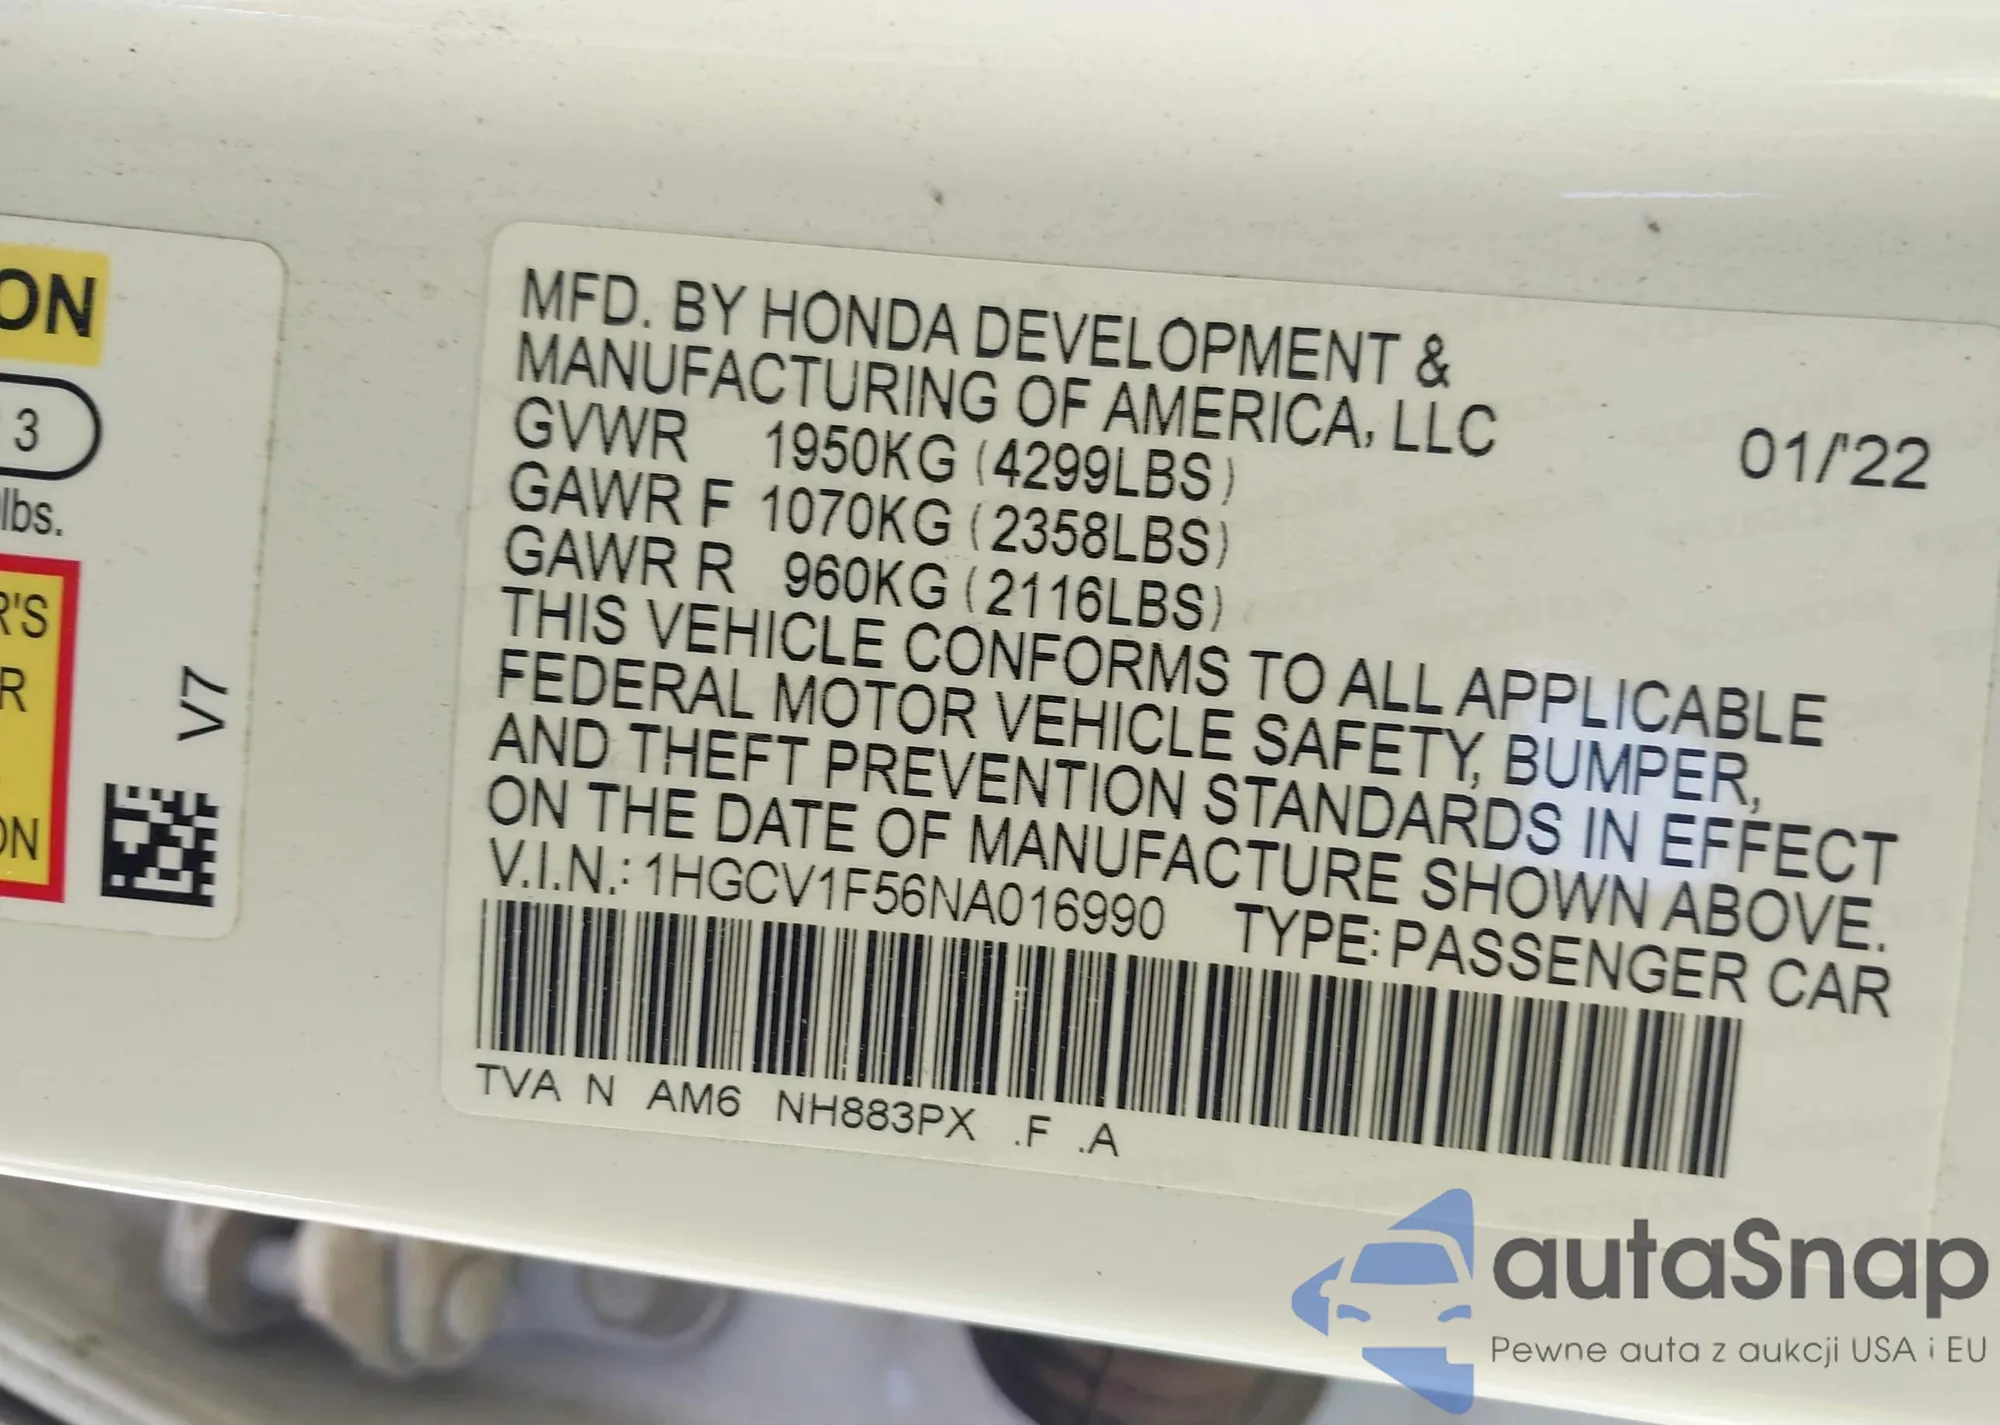 ON
3
lbs.
R'S
R
ON
V7
MFD. BY HONDA DEVELOPMENT &
MANUFACTURING OF AMERICA, LLC
01/'22
GVWR 1950KG (4299LBS)
GAWR F 1070KG (2358LBS)
GAWR R 960KG (2116LBS)
THIS VEHICLE CONFORMS TO ALL APPLICABLE
FEDERAL MOTOR VEHICLE SAFETY, BUMPER,
AND THEFT PREVENTION STANDARDS IN EFFECT
ON THE DATE OF MANUFACTURE SHOWN ABOVE.
V.I.N.: 1HGCV1F56NA016990 TYPE: PASSENGER CAR
TVA N AM6 NH883PX .F .A
autaSnap
Pewne auta z aukcji USA i EU